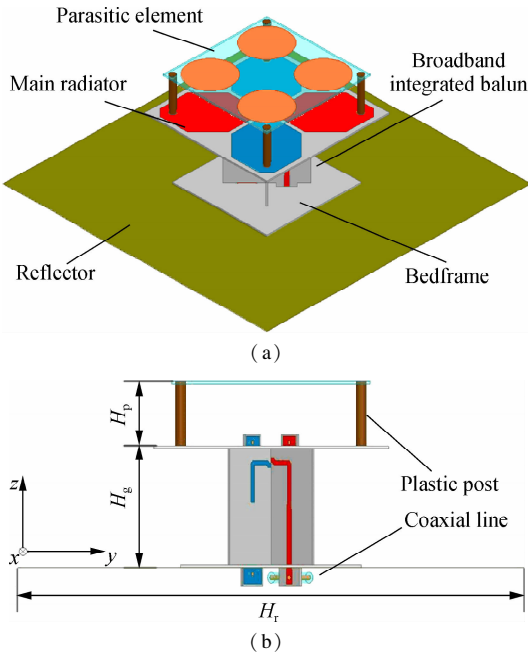 Parasitic element
Broadband
integrated balun
Main radiator
Reflector
Bedframe
(a)
Hp
Hg
Plastic post
Coaxial line
z
x
y
Hr
(b)